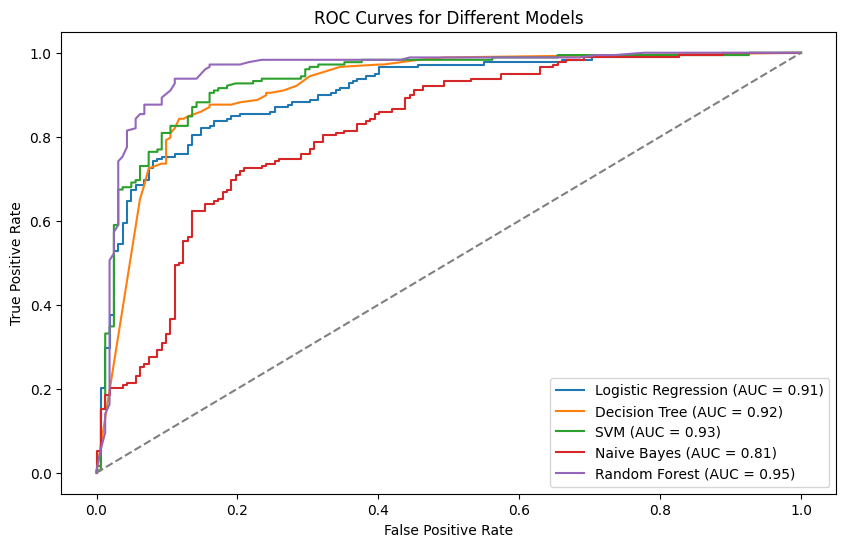 ROC Curves for Different Models
True Positive Rate
1.0
0.8
0.6
0.4
0.2
0.0
Logistic Regression (AUC = 0.91)
Decision Tree (AUC = 0.92)
SVM (AUC = 0.93)
Naive Bayes (AUC = 0.81)
Random Forest (AUC = 0.95)
0.0 0.2 0.4 0.6 0.8 1.0
False Positive Rate